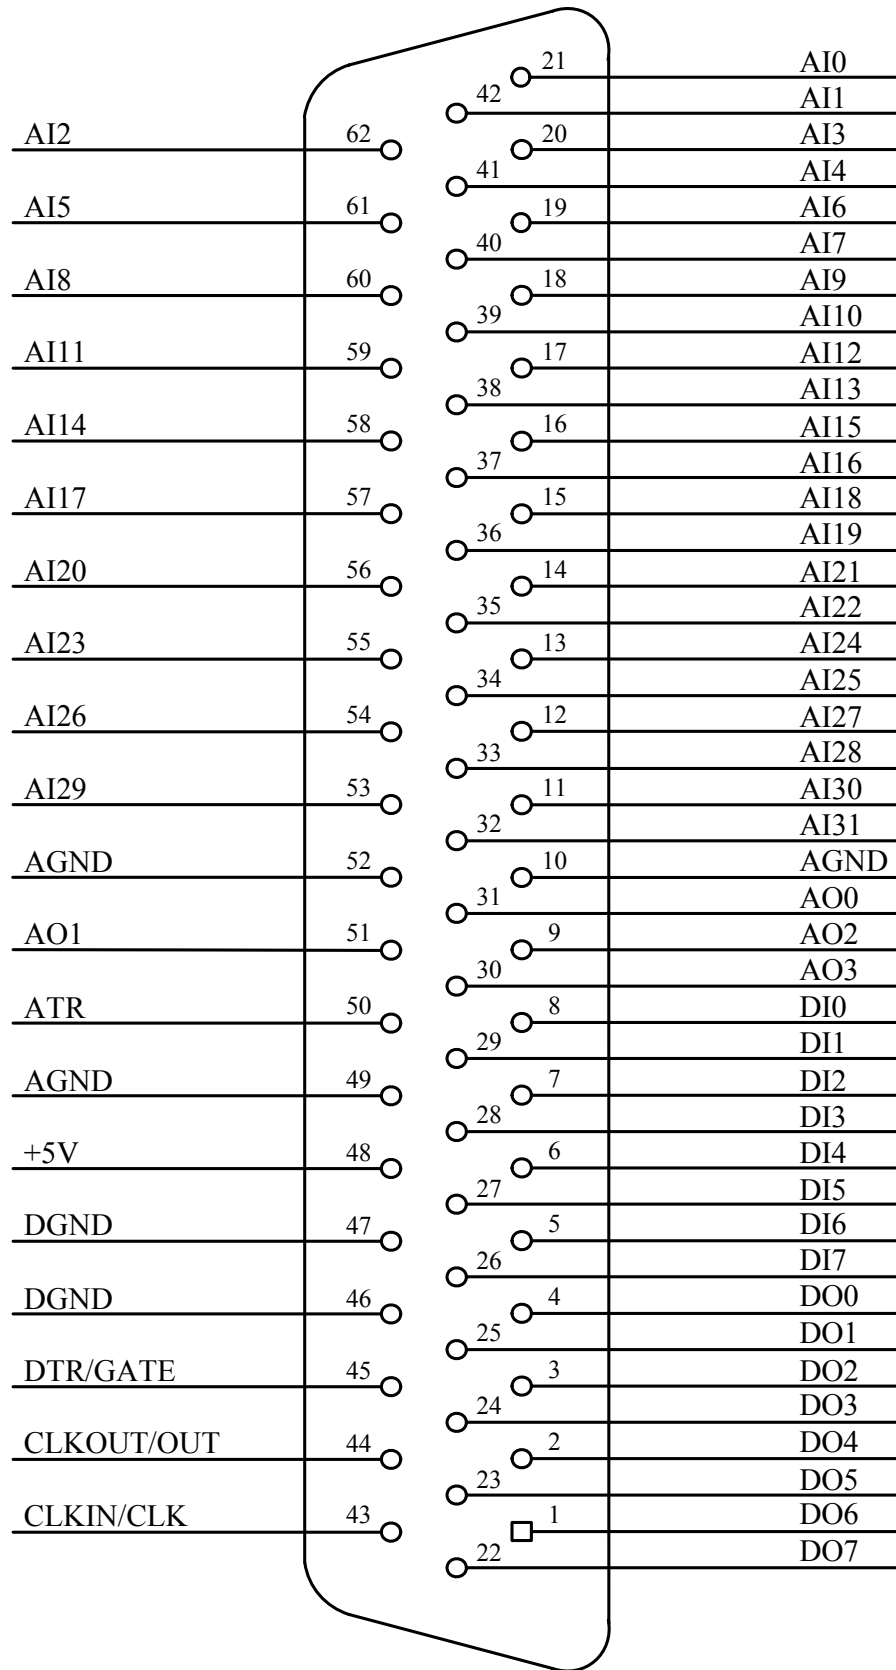 21 AI0
42 AI1
AI2 62 20 AI3
41 AI4
AI5 61 19 AI6
40 AI7
AI8 60 18 AI9
39 AI10
AI11 59 17 AI12
38 AI13
AI14 58 16 AI15
37 AI16
AI17 57 15 AI18
36 AI19
AI20 56 14 AI21
35 AI22
AI23 55 13 AI24
34 AI25
AI26 54 12 AI27
33 AI28
AI29 53 11 AI30
32 AI31
AGND 52 10 AGND
31 AO0
AO1 51 9 AO2
30 AO3
ATR 50 8 DI0
29 DI1
AGND 49 7 DI2
28 DI3
+5V 48 6 DI4
27 DI5
DGND 47 5 DI6
26 DI7
DGND 46 4 DO0
25 DO1
DTR/GATE 45 3 DO2
24 DO3
CLKOUT/OUT 44 2 DO4
23 DO5
CLKIN/CLK 43 1 DO6
22 DO7